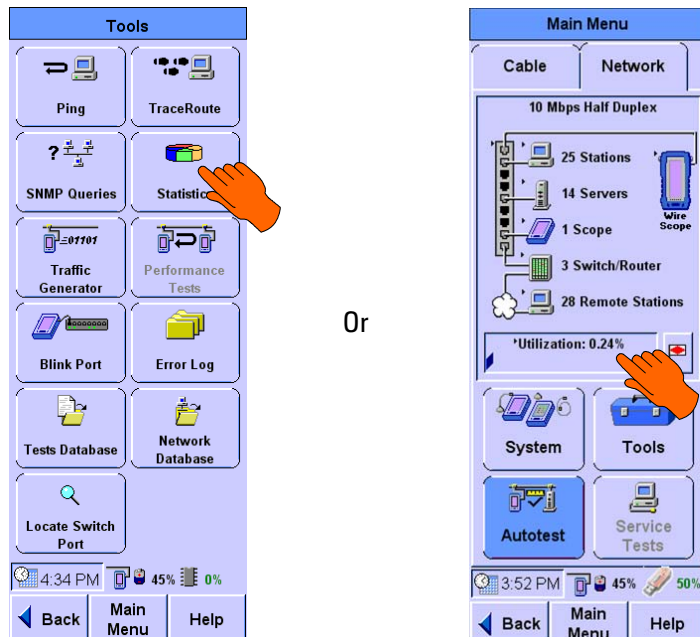 Tools
Ping
TraceRoute
SNMP Queries
Statistics
01101
Traffic
Generator
Performance
Tests
Blink Port
Error Log
Tests Database
Network
Database
Locate Switch
Port
4:34 PM 45% 0%
Back
Main
Menu
Help
Or
Main Menu
Cable
Network
10 Mbps Half Duplex
25 Stations
14 Servers
Wire
Scope
1 Scope
3 Switch/Router
28 Remote Stations
Utilization: 0.24%
System
Tools
Autotest
Service
Tests
3:52 PM 45% 50%
Back
Main
Menu
Help